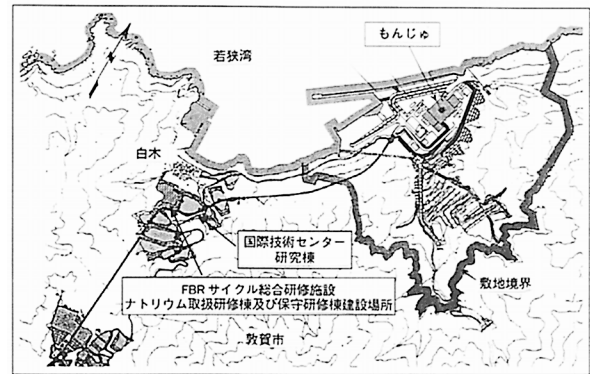 若狭湾
もんじゅ
白木
国際技術センター
研究棟
FBRサイクル総合研修施設
ナトリウム取扱研修棟及び保守研修棟建設場所
敷地境界
敦賀市